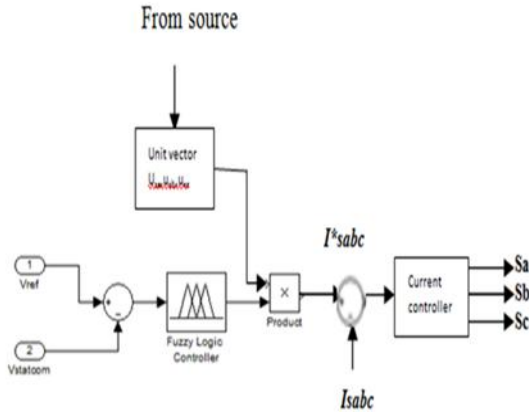 From source
Unit vector
I*sabc
1
Vref
2
Vstatcom
+
−
Fuzzy Logic
Controller
×
Product
Isabc
Current
controller
Sa
Sb
Sc